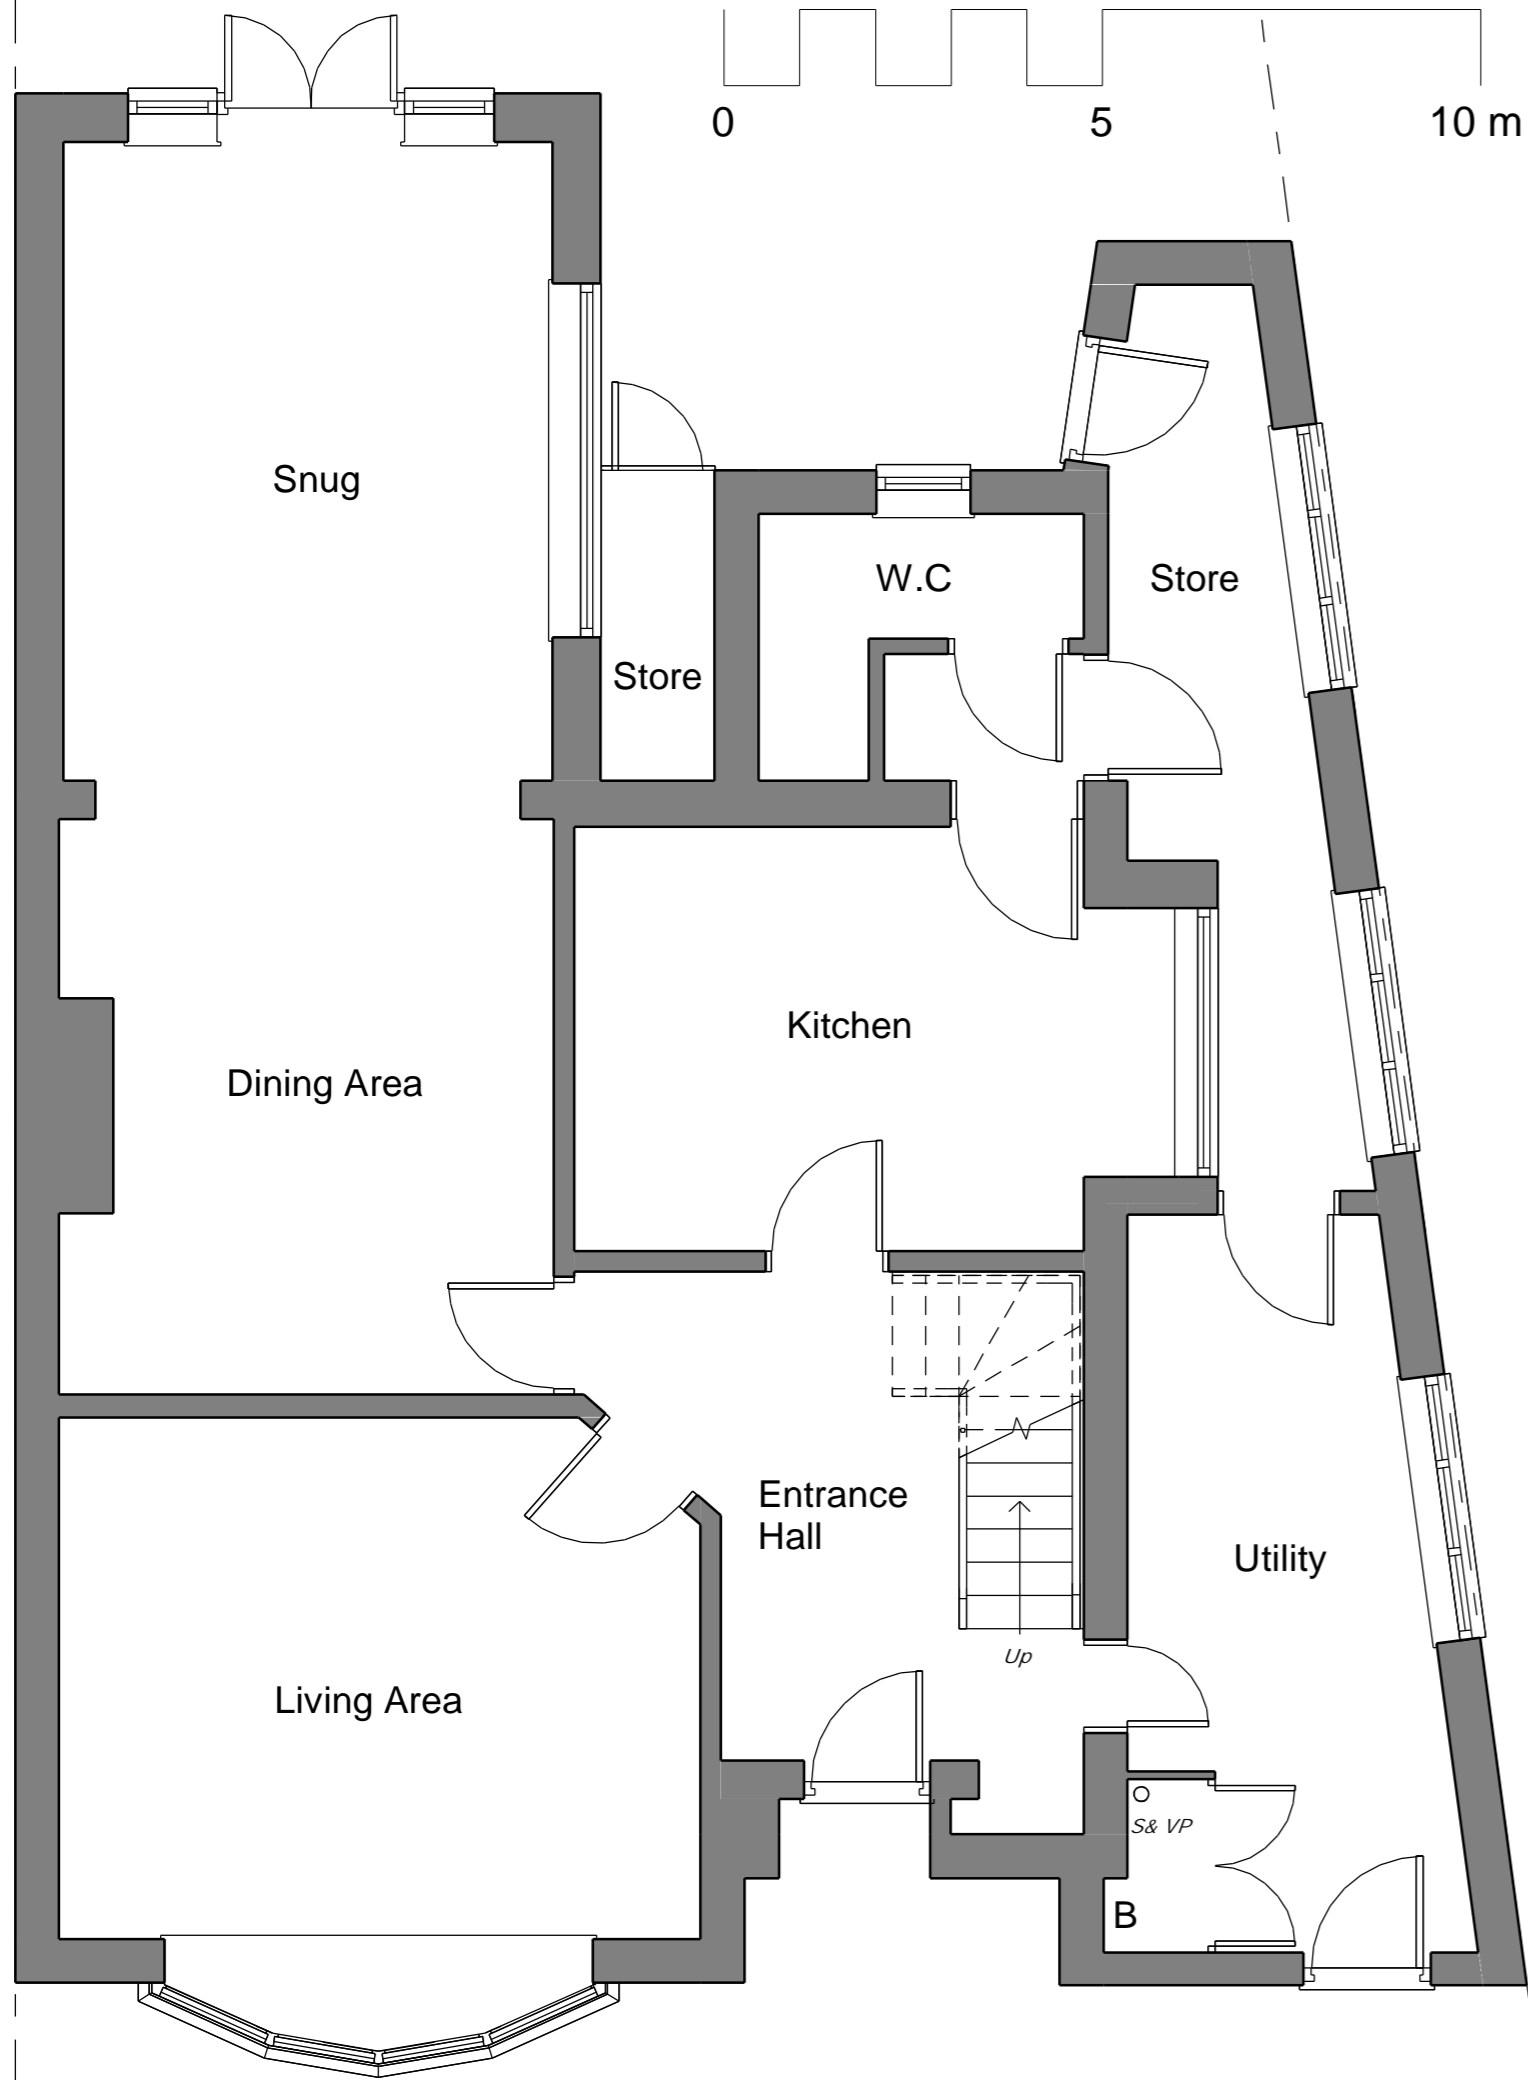 0 5 10 m
Snug
W.C
Store
Store
Kitchen
Dining Area
Entrance
Hall
Utility
Up
Living Area
S& VP
B